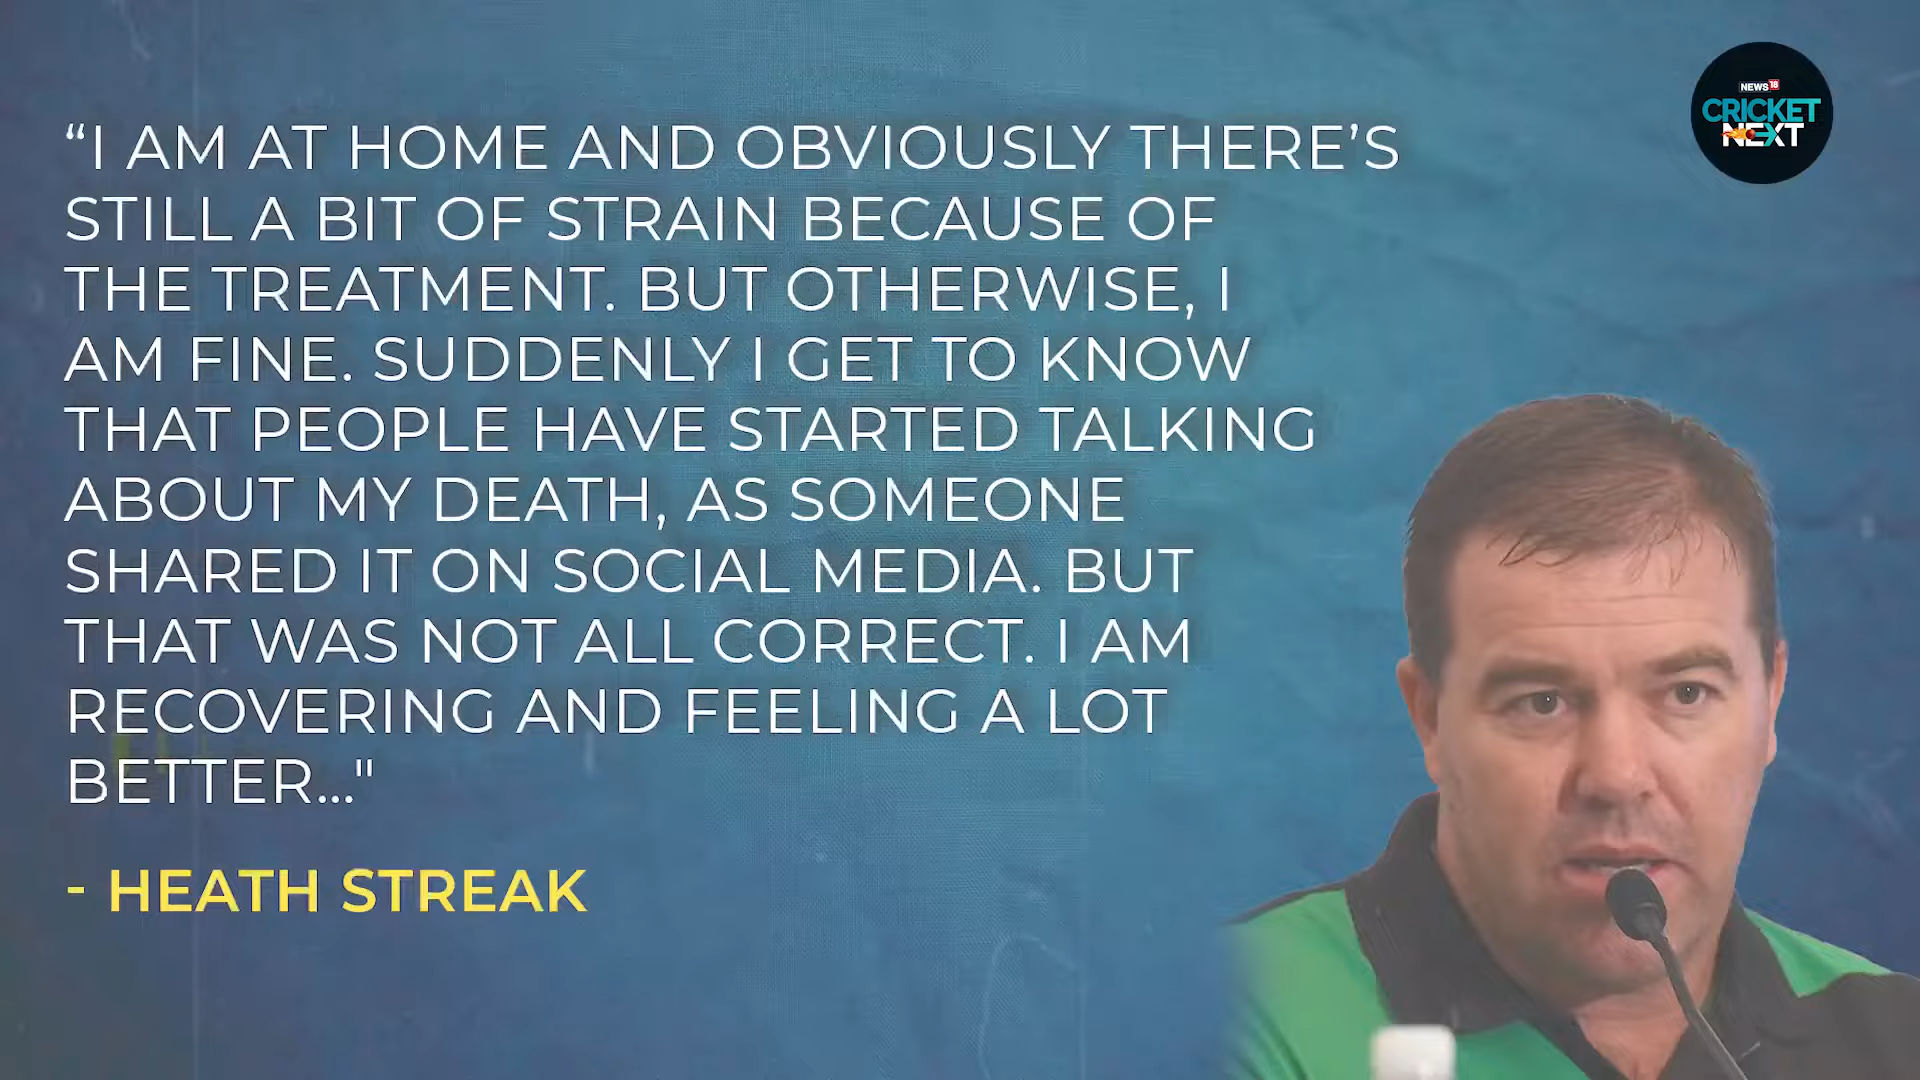 “I AM AT HOME AND OBVIOUSLY THERE’S
STILL A BIT OF STRAIN BECAUSE OF
THE TREATMENT. BUT OTHERWISE, I
AM FINE. SUDDENLY I GET TO KNOW
THAT PEOPLE HAVE STARTED TALKING
ABOUT MY DEATH, AS SOMEONE
SHARED IT ON SOCIAL MEDIA. BUT
THAT WAS NOT ALL CORRECT. I AM
RECOVERING AND FEELING A LOT
BETTER..."
- HEATH STREAK
NEWS18
CRICKET
NEXT